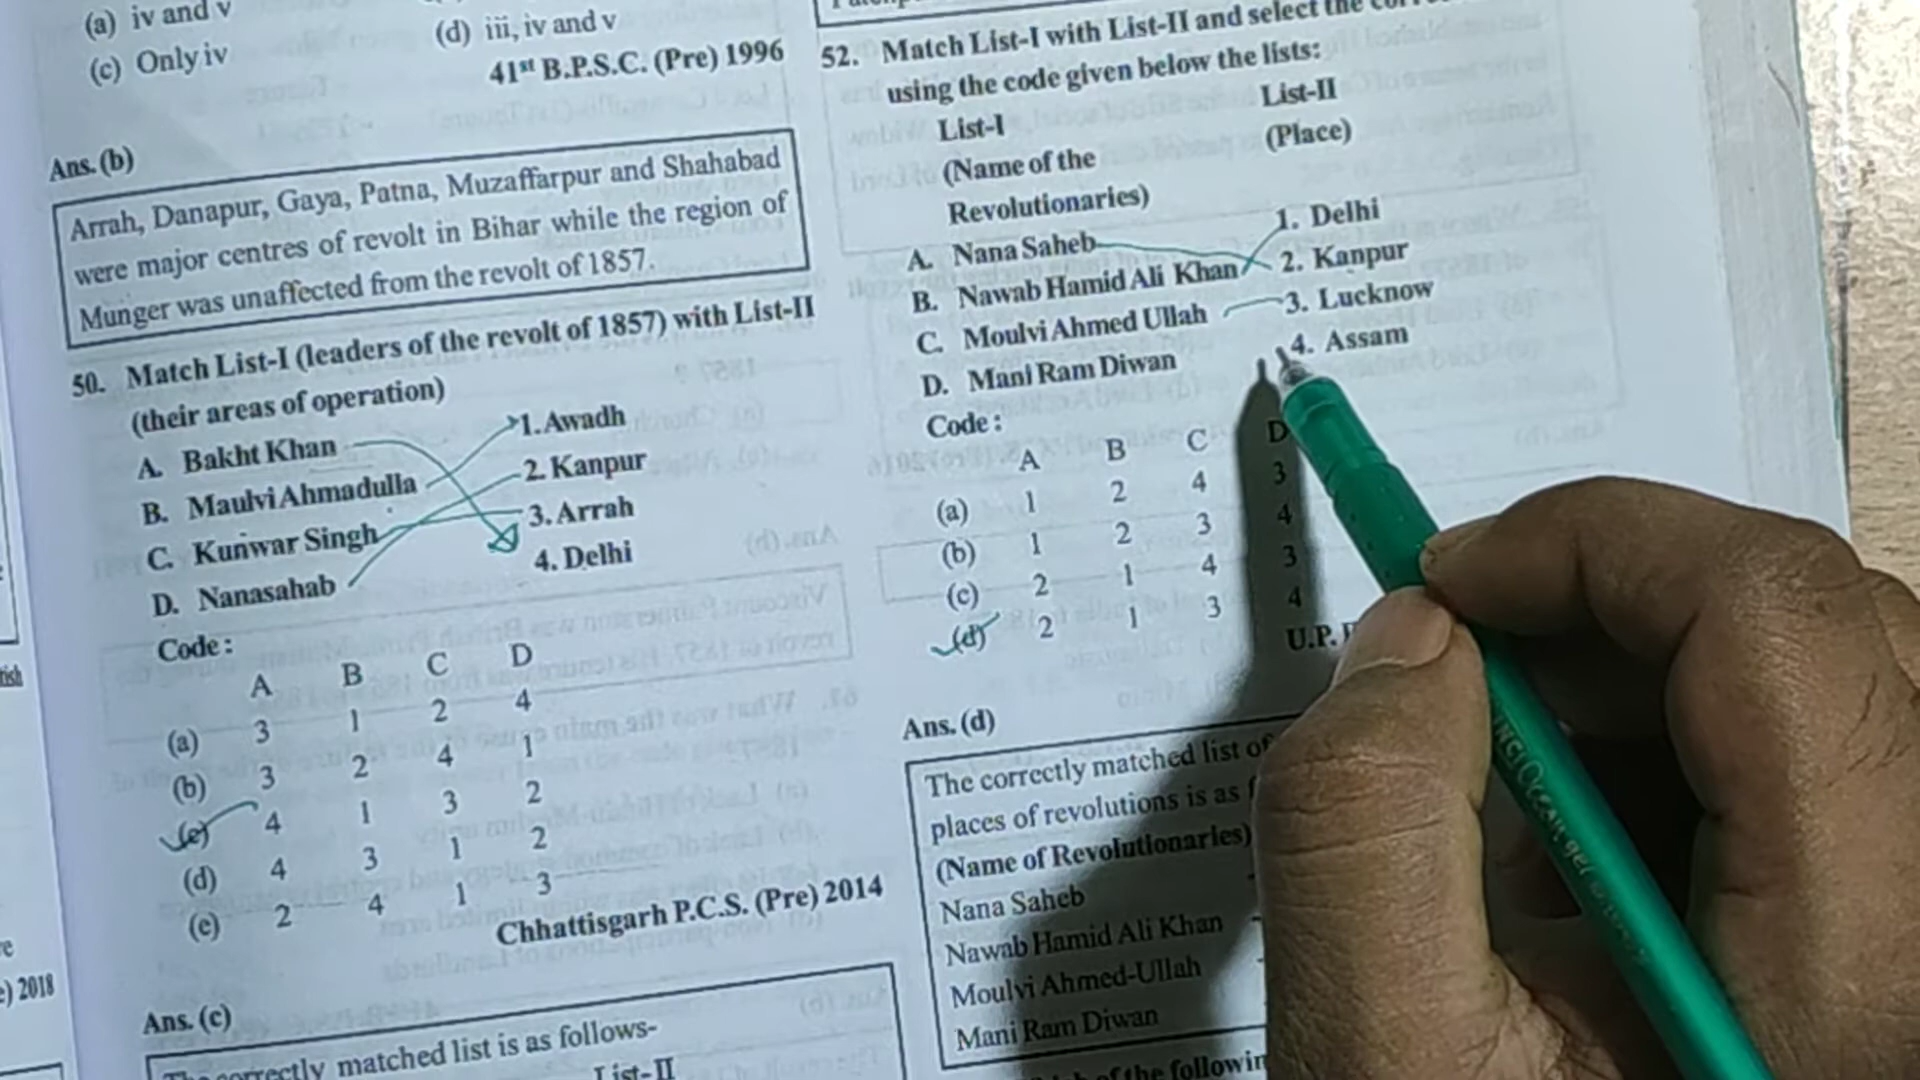 (a) iv and v
(d) iii, iv and v
(c) Only iv
41st B.P.S.C. (Pre) 1996
Ans. (b)
Arrah, Danapur, Gaya, Patna, Muzaffarpur and Shahabad
were major centres of revolt in Bihar while the region of
Munger was unaffected from the revolt of 1857.
50. Match List-I (leaders of the revolt of 1857) with List-II
(their areas of operation)
A. Bakht Khan 1. Awadh
B. Maulvi Ahmadulla 2. Kanpur
C. Kunwar Singh 3. Arrah
D. Nanasahab 4. Delhi
Code :
A B C D
(a) 3 1 2 4
(b) 3 2 4 1
(c) 4 1 3 2
(d) 4 3 1 2
(e) 2 4 1 3
Chhattisgarh P.C.S. (Pre) 2014
Ans. (c)
correctly matched list is as follows-
List-II
52. Match List-I with List-II and select the
using the code given below the lists:
List-I List-II
(Name of the (Place)
Revolutionaries)
A. Nana Saheb 1. Delhi
B. Nawab Hamid Ali Khan 2. Kanpur
C. Moulvi Ahmed Ullah 3. Lucknow
D. Mani Ram Diwan 4. Assam
Code :
A B C D
(a) 1 2 4 3
(b) 1 2 3 4
(c) 2 1 4 3
(d) 2 1 3 4
U.P.
Ans. (d)
The correctly matched list of
places of revolutions is as
(Name of Revolutionaries)
Nana Saheb
Nawab Hamid Ali Khan
Moulvi Ahmed-Ullah
Mani Ram Diwan
of the
2018